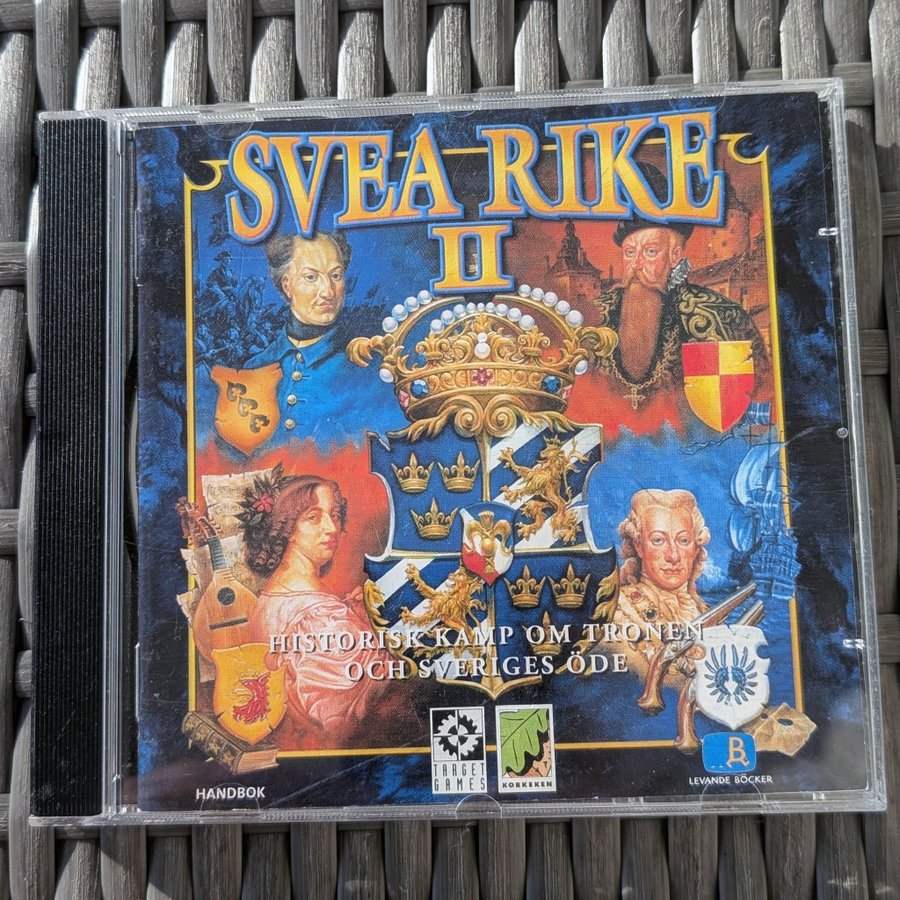 SVEA RIKE
II
HISTORISK KAMP OM TRONEN
OCH SVERIGES ÖDE
TARGET
GAMES
KORKEKEN
B
LEVANDE BÖCKER
HANDBOK